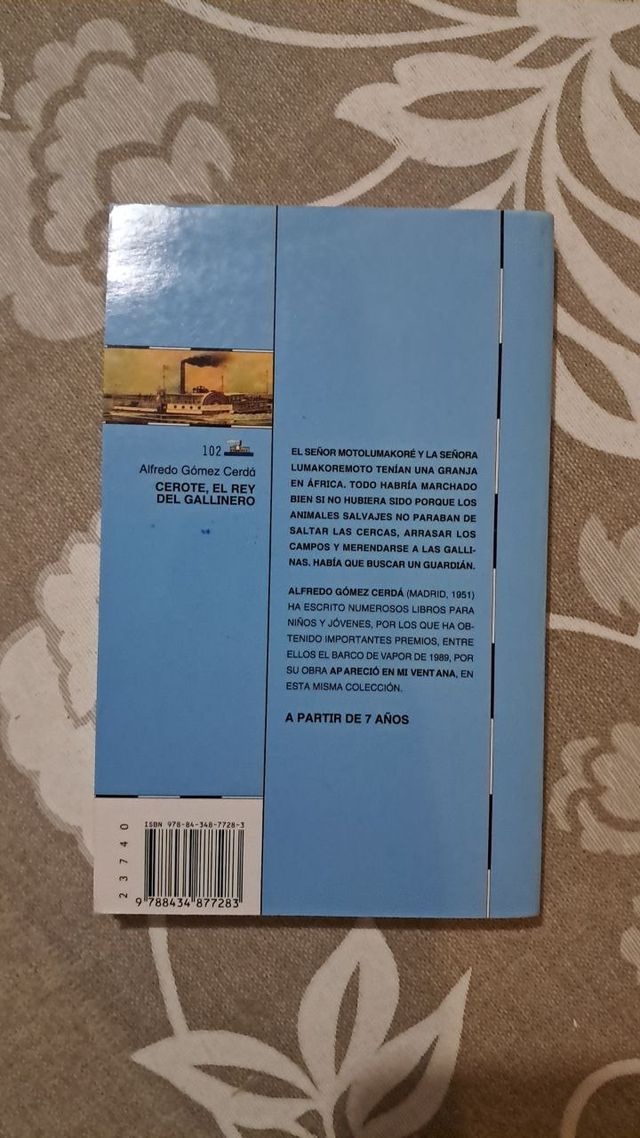 102
Alfredo Gómez Cerdá
CEROTE, EL REY
DEL GALLINERO
EL SEÑOR MOTOLUMAKORÉ Y LA SEÑORA
LUMAKOREMOTO TENÍAN UNA GRANJA
EN ÁFRICA. TODO HABRÍA MARCHADO
BIEN SI NO HUBIERA SIDO PORQUE LOS
ANIMALES SALVAJES NO PARABAN DE
SALTAR LAS CERCAS, ARRASAR LOS
CAMPOS Y MERENDARSE A LAS GALLI-
NAS. HABÍA QUE BUSCAR UN GUARDIÁN.
ALFREDO GÓMEZ CERDÁ (MADRID, 1951)
HA ESCRITO NUMEROSOS LIBROS PARA
NIÑOS Y JÓVENES, POR LOS QUE HA OB-
TENIDO IMPORTANTES PREMIOS, ENTRE
ELLOS EL BARCO DE VAPOR DE 1989, POR
SU OBRA APARECIÓ EN MI VENTANA, EN
ESTA MISMA COLECCIÓN.
A PARTIR DE 7 AÑOS
ISBN 978-84-348-7728-3
23740
9 788434 877283